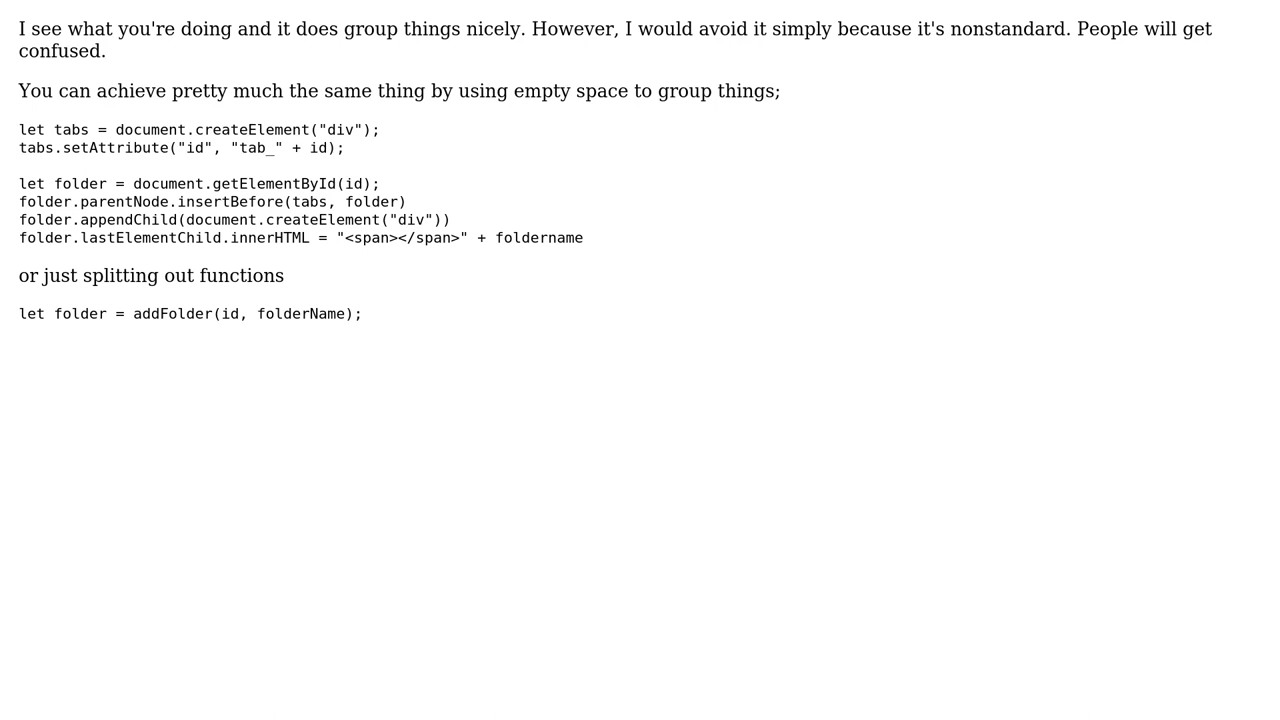 I see what you're doing and it does group things nicely. However, I would avoid it simply because it's nonstandard. People will get
confused.
You can achieve pretty much the same thing by using empty space to group things;
let tabs = document.createElement("div");
tabs.setAttribute("id", "tab_" + id);
let folder = document.getElementById(id);
folder.parentNode.insertBefore(tabs, folder)
folder.appendChild(document.createElement("div"))
folder.lastElementChild.innerHTML = "<span></span>" + foldername
or just splitting out functions
let folder = addFolder(id, folderName);